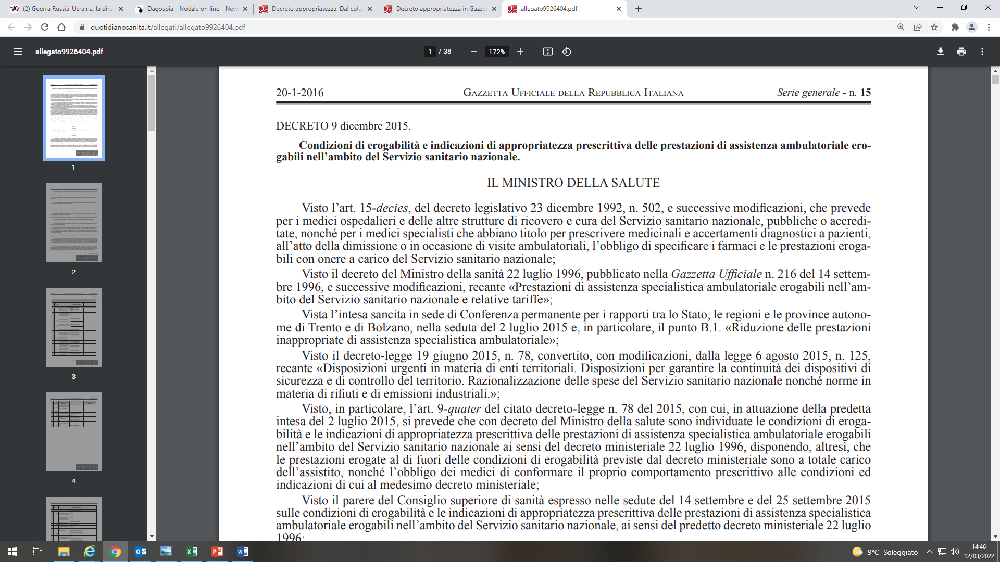 (2) Guerra Russia-Ucraina, la dire
Dagospia - Notizie on line - New
Decreto appropriatezza. Dal cole
Decreto appropriatezza in Gazze
allegato9926404.pdf
quotidianosanita.it/allegati/allegato9926404.pdf
allegato9926404.pdf
1 / 38
172%
20-1-2016 GAZZETTA UFFICIALE DELLA REPUBBLICA ITALIANA Serie generale - n. 15
DECRETO 9 dicembre 2015.
Condizioni di erogabilità e indicazioni di appropriatezza prescrittiva delle prestazioni di assistenza ambulatoriale ero-
gabili nell’ambito del Servizio sanitario nazionale.
IL MINISTRO DELLA SALUTE
Visto l’art. 15-decies, del decreto legislativo 23 dicembre 1992, n. 502, e successive modificazioni, che prevede
per i medici ospedalieri e delle altre strutture di ricovero e cura del Servizio sanitario nazionale, pubbliche o accredi-
tate, nonché per i medici specialisti che abbiano titolo per prescrivere medicinali e accertamenti diagnostici a pazienti,
all’atto della dimissione o in occasione di visite ambulatoriali, l’obbligo di specificare i farmaci e le prestazioni eroga-
bili con onere a carico del Servizio sanitario nazionale;
Visto il decreto del Ministro della sanità 22 luglio 1996, pubblicato nella Gazzetta Ufficiale n. 216 del 14 settem-
bre 1996, e successive modificazioni, recante «Prestazioni di assistenza specialistica ambulatoriale erogabili nell’am-
bito del Servizio sanitario nazionale e relative tariffe»;
Vista l’intesa sancita in sede di Conferenza permanente per i rapporti tra lo Stato, le regioni e le province autono-
me di Trento e di Bolzano, nella seduta del 2 luglio 2015 e, in particolare, il punto B.1. «Riduzione delle prestazioni
inappropriate di assistenza specialistica ambulatoriale»;
Visto il decreto-legge 19 giugno 2015, n. 78, convertito, con modificazioni, dalla legge 6 agosto 2015, n. 125,
recante «Disposizioni urgenti in materia di enti territoriali. Disposizioni per garantire la continuità dei dispositivi di
sicurezza e di controllo del territorio. Razionalizzazione delle spese del Servizio sanitario nazionale nonché norme in
materia di rifiuti e di emissioni industriali.»;
Visto, in particolare, l’art. 9-quater del citato decreto-legge n. 78 del 2015, con cui, in attuazione della predetta
intesa del 2 luglio 2015, si prevede che con decreto del Ministro della salute sono individuate le condizioni di eroga-
bilità e le indicazioni di appropriatezza prescrittiva delle prestazioni di assistenza specialistica ambulatoriale erogabili
nell’ambito del Servizio sanitario nazionale ai sensi del decreto ministeriale 22 luglio 1996, disponendo, altresì, che
le prestazioni erogate al di fuori delle condizioni di erogabilità previste dal decreto ministeriale sono a totale carico
dell’assistito, nonché l’obbligo dei medici di conformare il proprio comportamento prescrittivo alle condizioni ed
indicazioni di cui al medesimo decreto ministeriale;
Visto il parere del Consiglio superiore di sanità espresso nelle sedute del 14 settembre e del 25 settembre 2015
sulle condizioni di erogabilità e le indicazioni di appropriatezza prescrittiva delle prestazioni di assistenza specialistica
ambulatoriale erogabili nell’ambito del Servizio sanitario nazionale, ai sensi del predetto decreto ministeriale 22 luglio
1996;
1
2
3
4
9°C Soleggiato
14:46
12/03/2022